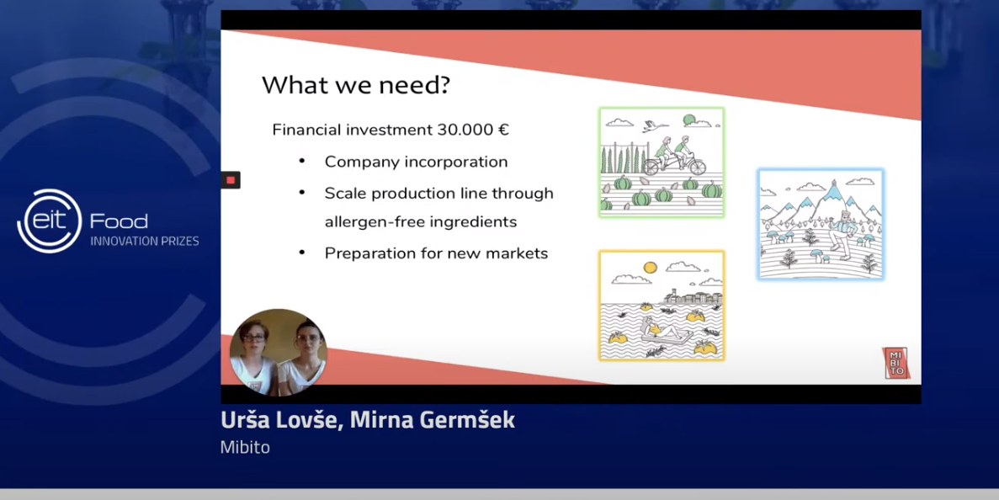 What we need?
Financial investment 30.000 €
• Company incorporation
• Scale production line through
allergen-free ingredients
• Preparation for new markets
eit Food
INNOVATION PRIZES
MI
BI
TO
Urša Lovše, Mirna Germšek
Mibito